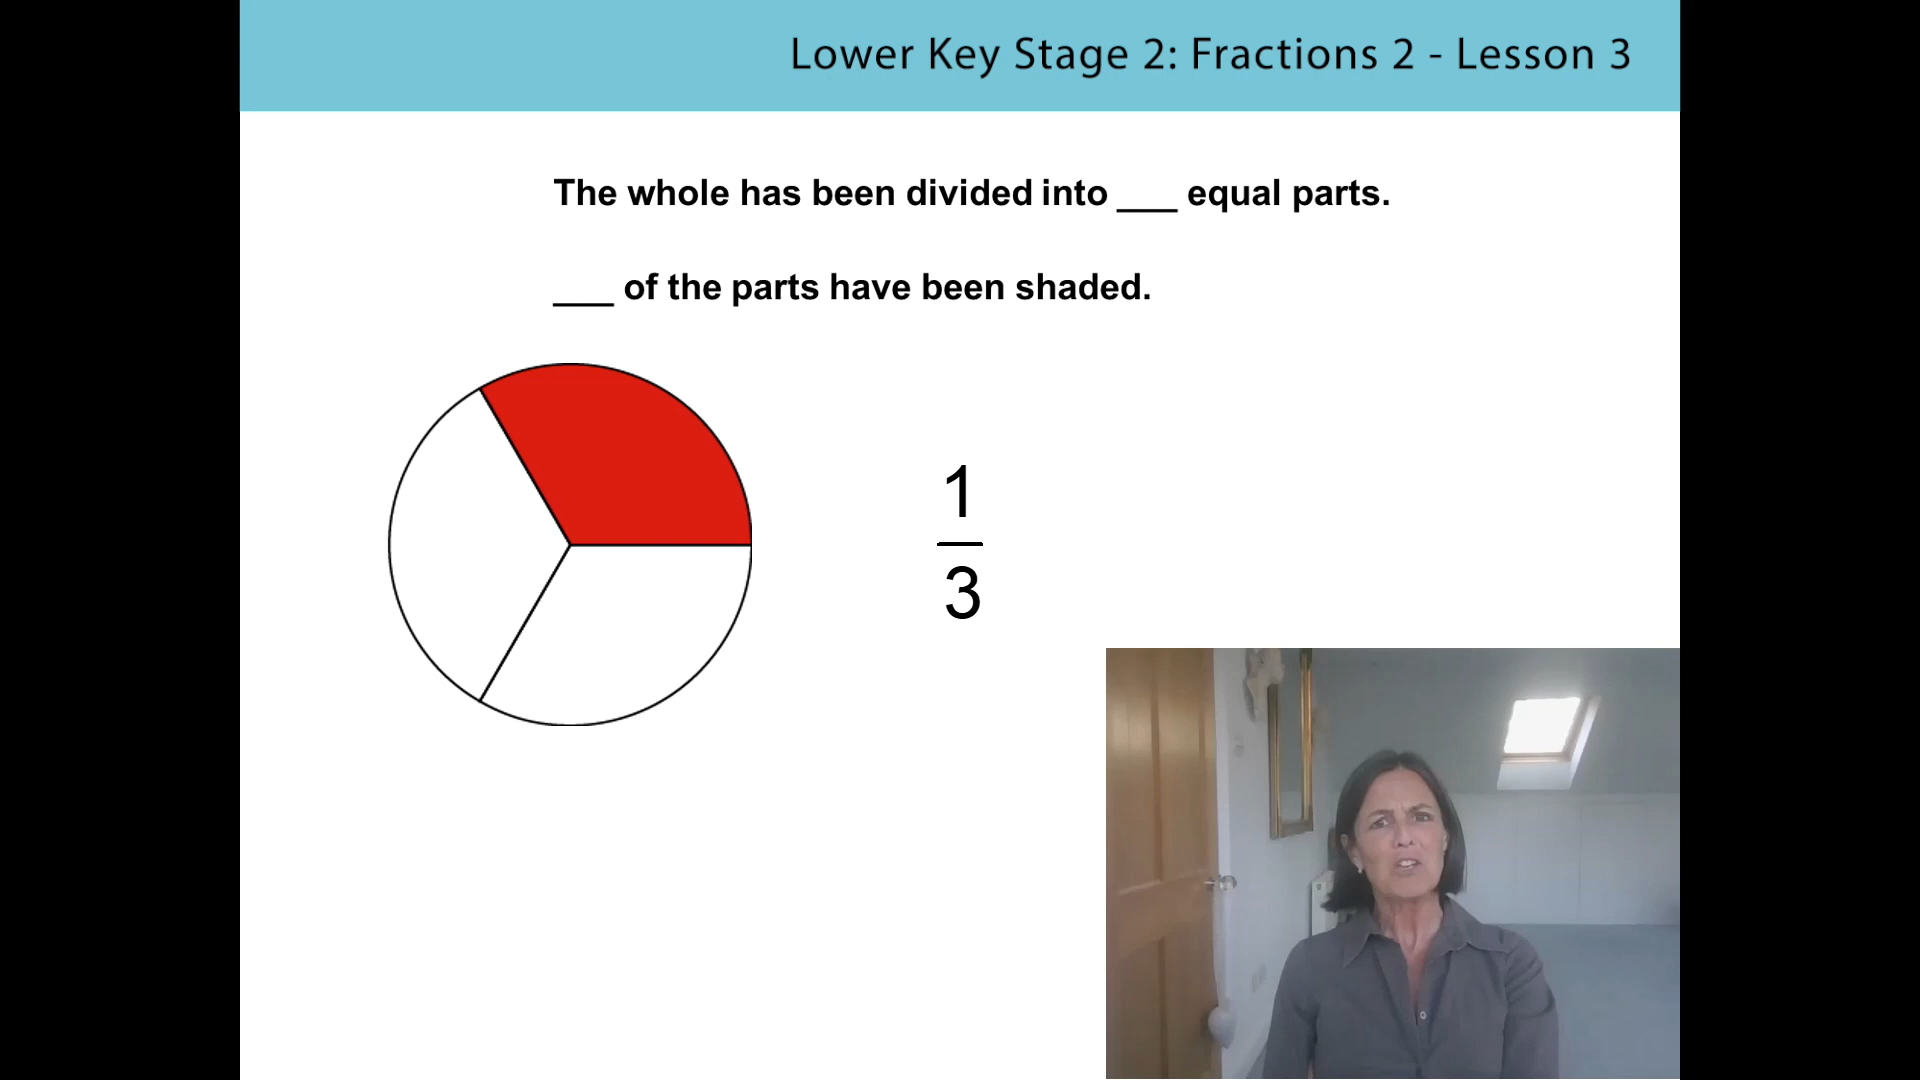 Lower Key Stage 2: Fractions 2 - Lesson 3
The whole has been divided into ___ equal parts.
___ of the parts have been shaded.
1
3